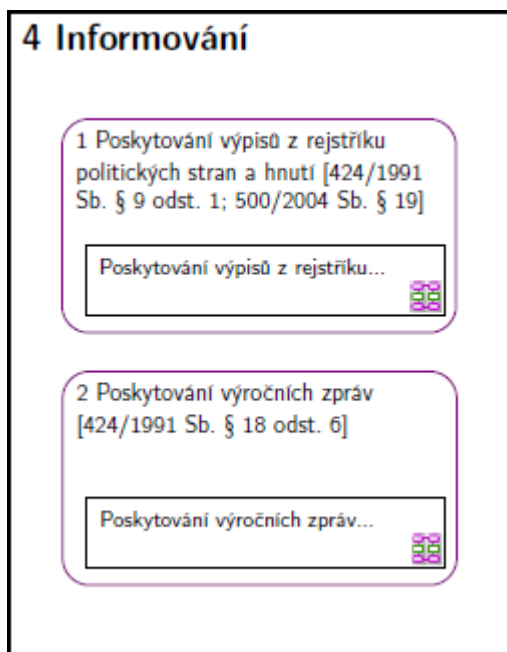 4 Informování
1 Poskytování výpisů z rejstříku
politických stran a hnutí [424/1991
Sb. § 9 odst. 1; 500/2004 Sb. § 19]
Poskytování výpisů z rejstříku...
2 Poskytování výročních zpráv
[424/1991 Sb. § 18 odst. 6]
Poskytování výročních zpráv...